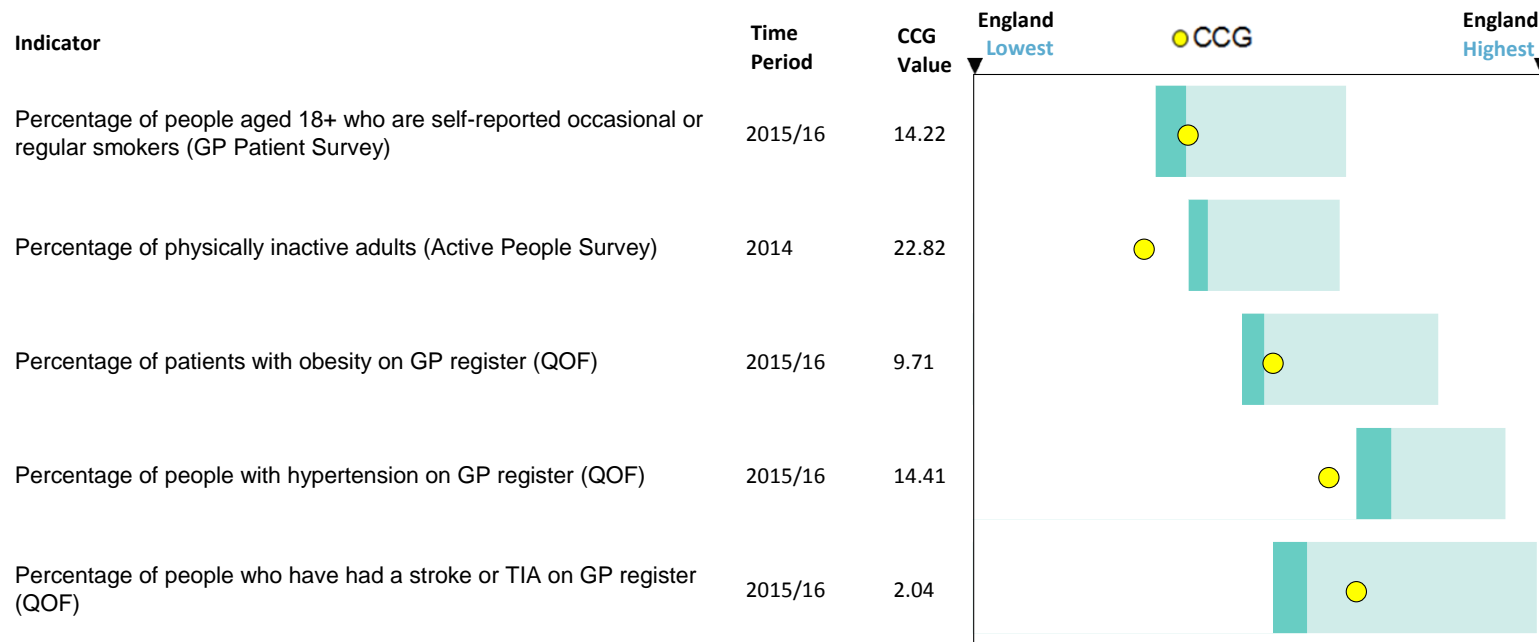 Indicator
Time
Period
CCG
Value
England
Lowest
CCG
England
Highest
Percentage of people aged 18+ who are self-reported occasional or
regular smokers (GP Patient Survey)
2015/16
14.22
Percentage of physically inactive adults (Active People Survey)
2014
22.82
Percentage of patients with obesity on GP register (QOF)
2015/16
9.71
Percentage of people with hypertension on GP register (QOF)
2015/16
14.41
Percentage of people who have had a stroke or TIA on GP register
(QOF)
2015/16
2.04